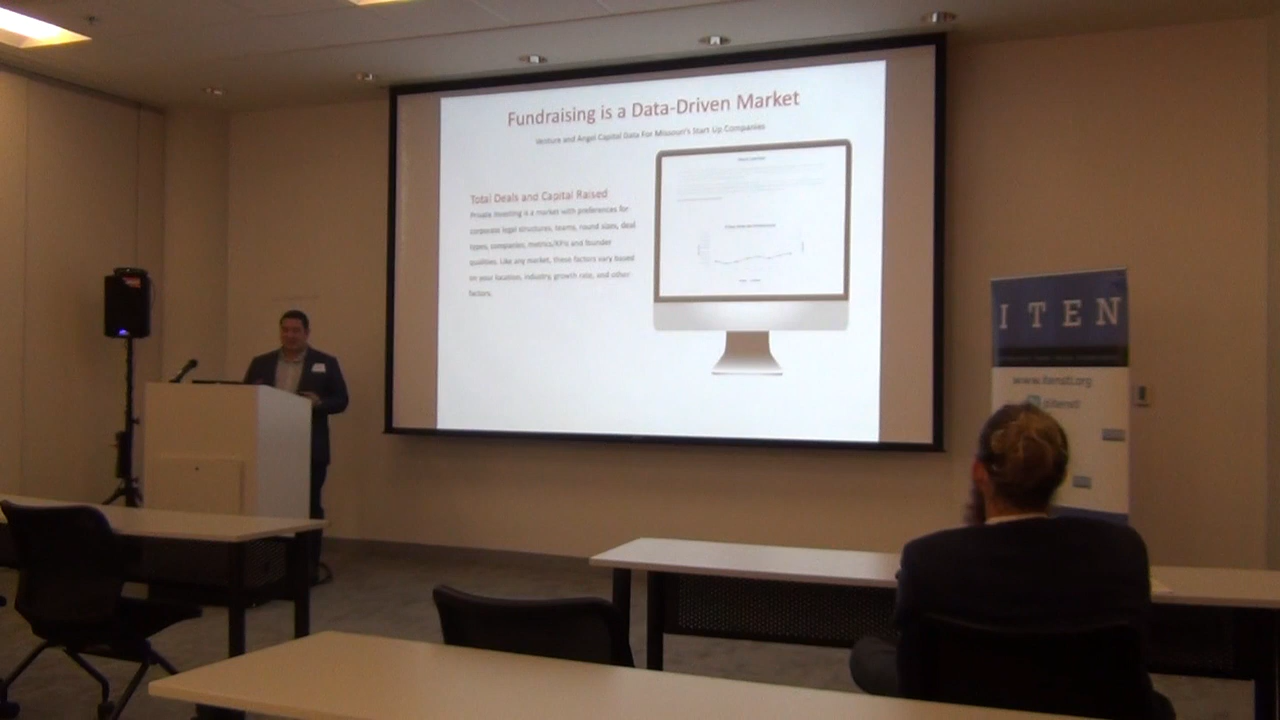 Fundraising is a Data-Driven Market
Venture and Angel Capital Data For Missouri's Start Up Companies
Total Deals and Capital Raised
Private Investing is a market with preferences for
corporate legal structures, teams, round sizes, deal
types, companies, metrics/KPIs and founder
qualities. Like any market, these factors vary based
on your location, industry, growth rate, and other
factors.
ITEN
www.itenstl.org
@itenstl